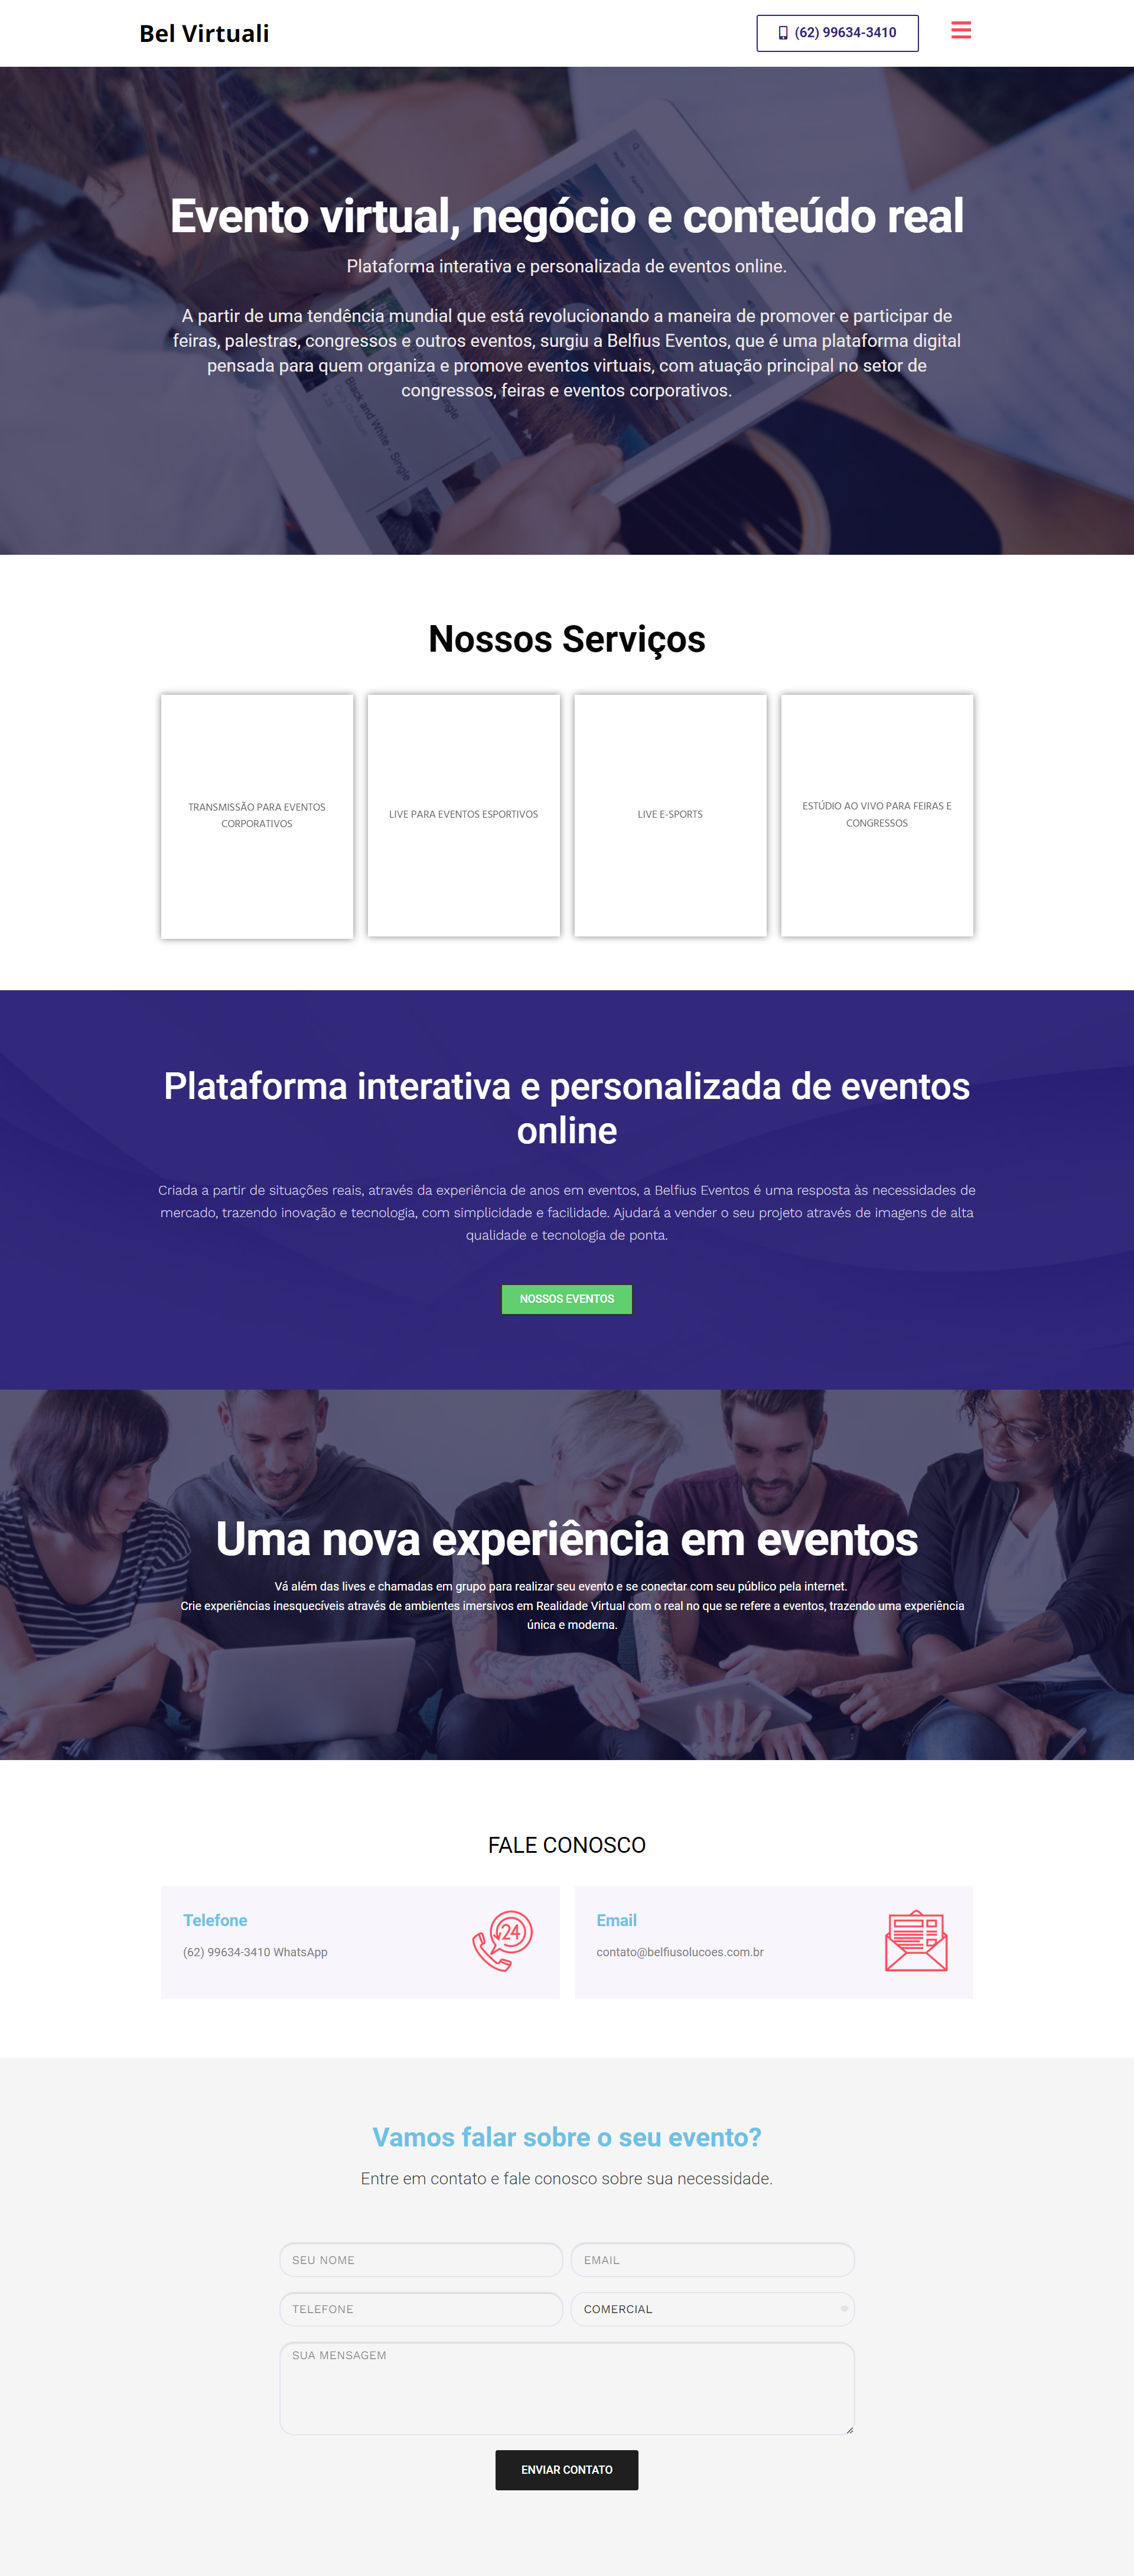 Bel Virtuali
(62) 99634-3410
Evento virtual, negócio e conteúdo real
Plataforma interativa e personalizada de eventos online.
A partir de uma tendência mundial que está revolucionando a maneira de promover e participar de
feiras, palestras, congressos e outros eventos, surgiu a Belfius Eventos, que é uma plataforma digital
pensada para quem organiza e promove eventos virtuais, com atuação principal no setor de
congressos, feiras e eventos corporativos.
Black and White - Single
Nossos Serviços
TRANSMISSÃO PARA EVENTOS
CORPORATIVOS
LIVE PARA EVENTOS ESPORTIVOS
LIVE E-SPORTS
ESTÚDIO AO VIVO PARA FEIRAS E
CONGRESSOS
Plataforma interativa e personalizada de eventos
online
Criada a partir de situações reais, através da experiência de anos em eventos, a Belfius Eventos é uma resposta às necessidades de
mercado, trazendo inovação e tecnologia, com simplicidade e facilidade. Ajudará a vender o seu projeto através de imagens de alta
qualidade e tecnologia de ponta.
NOSSOS EVENTOS
Uma nova experiência em eventos
Vá além das lives e chamadas em grupo para realizar seu evento e se conectar com seu público pela internet.
Crie experiências inesquecíveis através de ambientes imersivos em Realidade Virtual com o real no que se refere a eventos, trazendo uma experiência
única e moderna.
FALE CONOSCO
Telefone
(62) 99634-3410 WhatsApp
24
Email
contato@belfiusolucoes.com.br
Vamos falar sobre o seu evento?
Entre em contato e fale conosco sobre sua necessidade.
SEU NOME
EMAIL
TELEFONE
COMERCIAL
SUA MENSAGEM
ENVIAR CONTATO